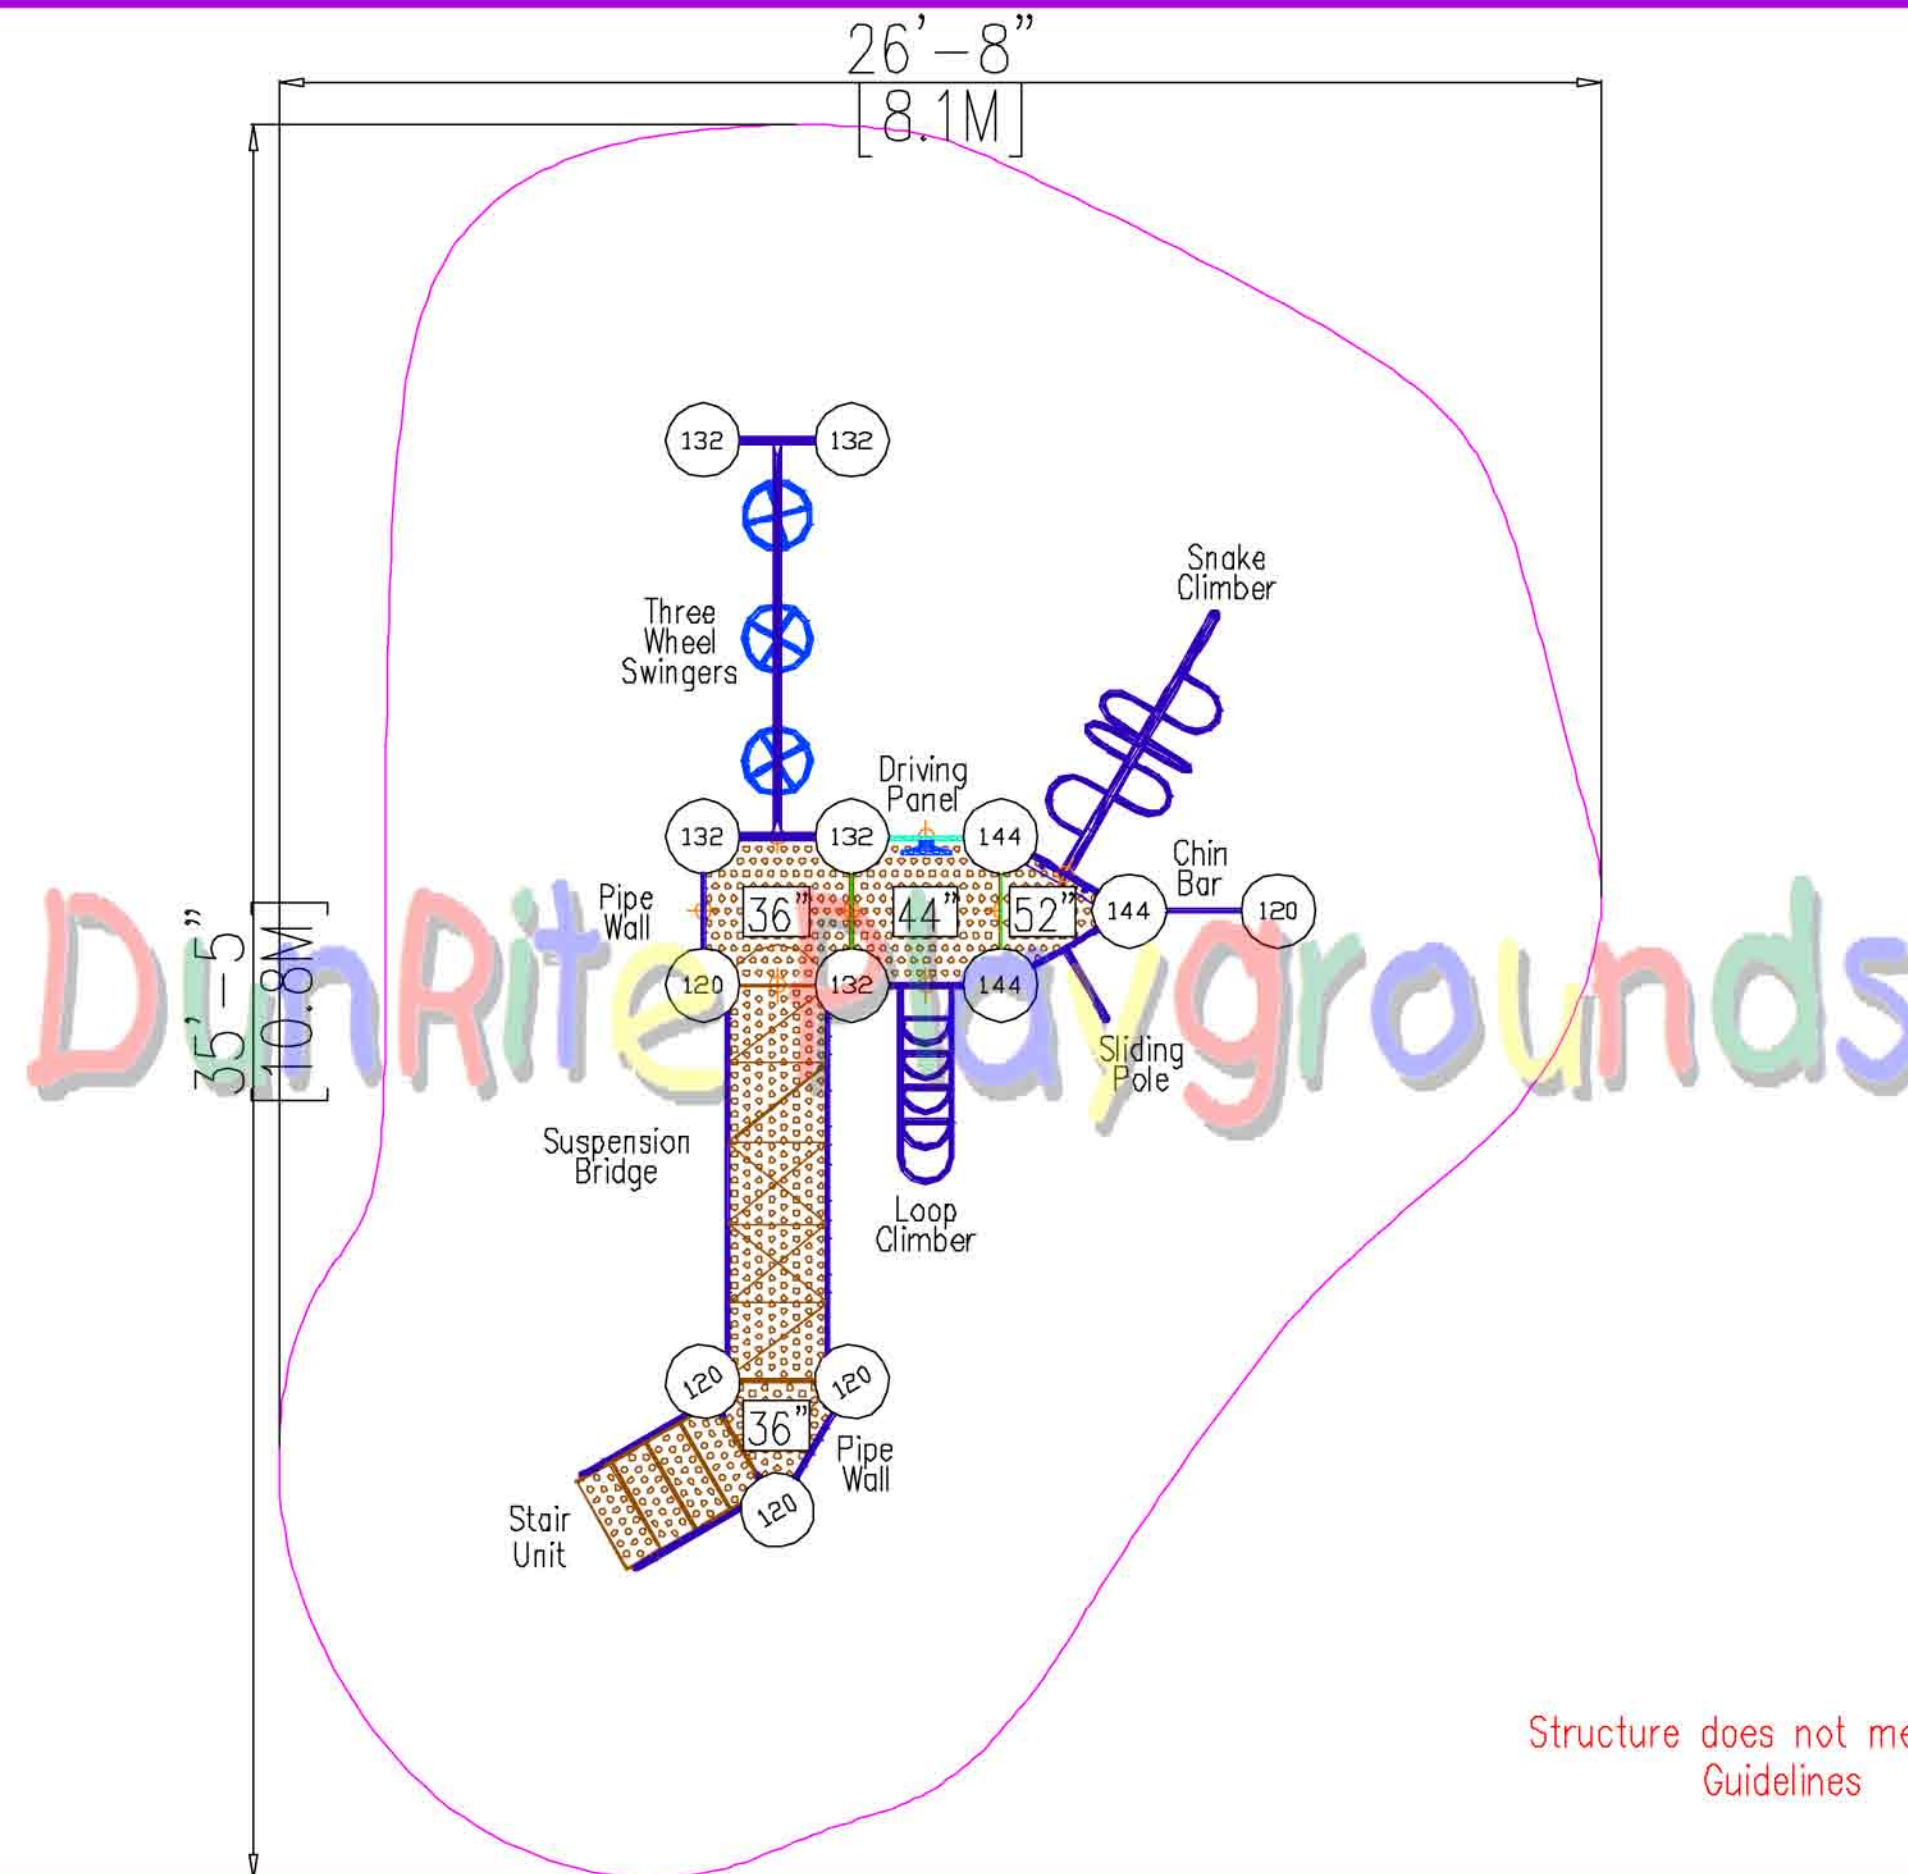 26'-8"
[8.1M]
132
132
Snake
Climber
Three
Wheel
Swingers
Driving
Panel
132
132
144
Chin
Bar
Pipe
Wall
36"
44"
52"
144
120
35'-5"
[10.8M]
DunRite Playgrounds
120
132
144
Sliding
Pole
Suspension
Bridge
Loop
Climber
120
120
36"
Pipe
Wall
120
Stair
Unit
Structure does not me
Guidelines